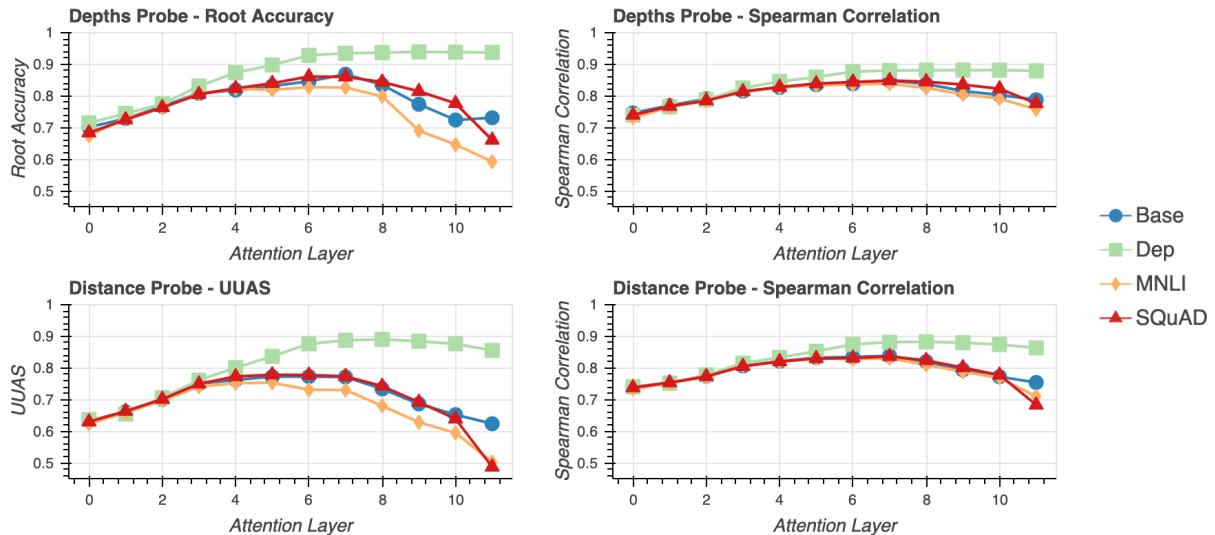 Depths Probe - Root Accuracy
1
0.9
0.8
0.7
0.6
0.5
Root Accuracy
0 2 4 6 8 10
Attention Layer
Depths Probe - Spearman Correlation
1
0.9
0.8
0.7
0.6
0.5
Spearman Correlation
0 2 4 6 8 10
Attention Layer
Distance Probe - UUAS
1
0.9
0.8
0.7
0.6
0.5
UUAS
0 2 4 6 8 10
Attention Layer
Distance Probe - Spearman Correlation
1
0.9
0.8
0.7
0.6
0.5
Spearman Correlation
0 2 4 6 8 10
Attention Layer
Base
Dep
MNLI
SQuAD